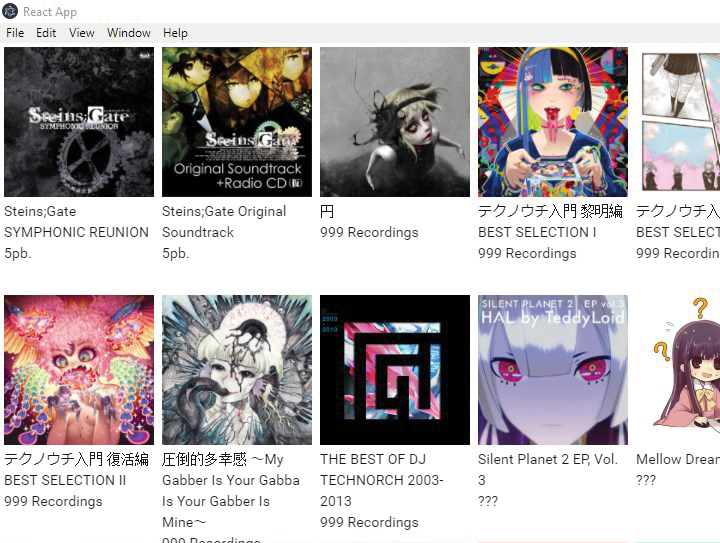 React App
File Edit View Window Help
Steins;Gate
SYMPHONIC REUNION
Steins;Gate
Original Soundtrack
+Radio CD(仮)
Steins;Gate
SYMPHONIC REUNION
5pb.
Steins;Gate Original
Soundtrack
5pb.
円
999 Recordings
テクノウチ入門 黎明編
BEST SELECTION I
999 Recordings
テクノウチ入
BEST SELECT
999 Recordin
2003
2013
SILENT PLANET 2 EP vol.3
HAL by TeddyLoid
? ?
テクノウチ入門 復活編
BEST SELECTION II
999 Recordings
圧倒的多幸感 ～My
Gabber Is Your Gabba
Is Your Gabber Is
Mine～
999 Recordings
THE BEST OF DJ
TECHNORCH 2003-
2013
999 Recordings
Silent Planet 2 EP, Vol.
3
???
Mellow Dream
???